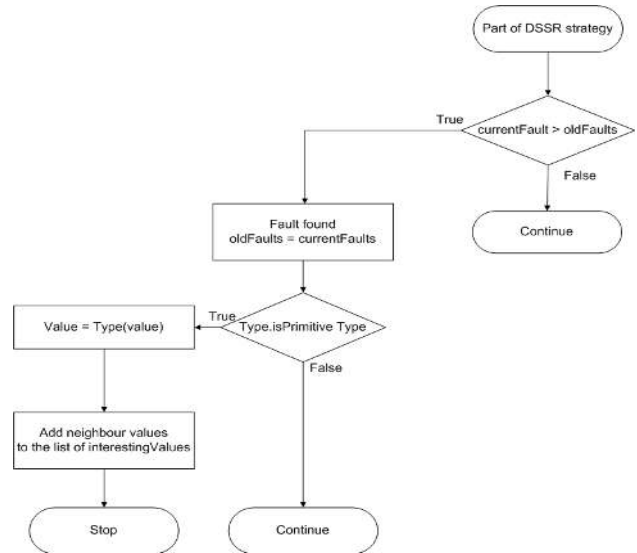 Part of DSSR strategy
True
currentFault > oldFaults
False
Fault found
oldFaults = currentFaults
Continue
Value = Type(value)
True
Type.isPrimitive Type
False
Add neighbour values
to the list of interestingValues
Stop
Continue